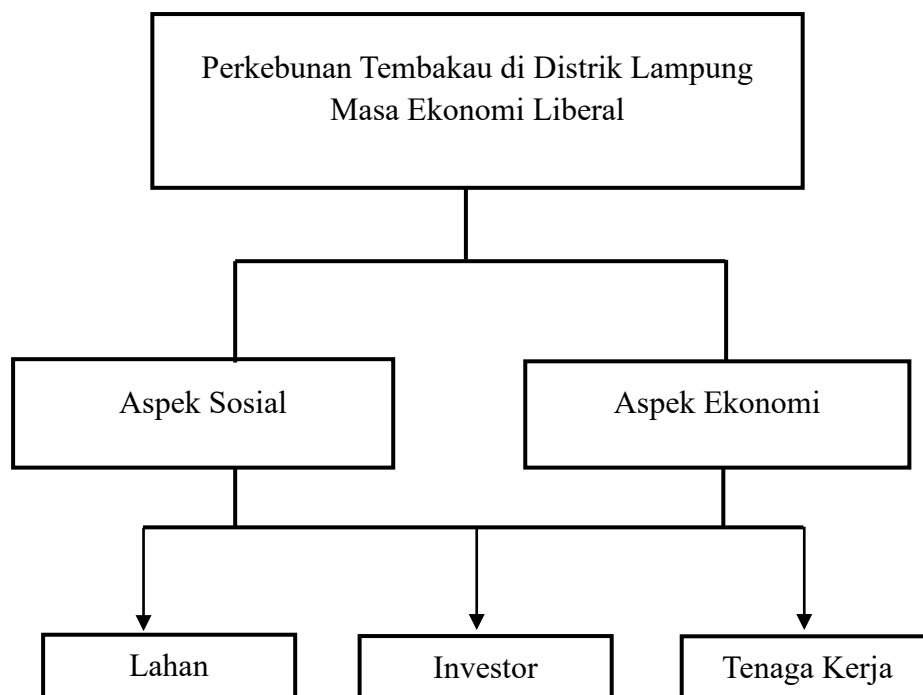 Perkebunan Tembakau di Distrik Lampung
Masa Ekonomi Liberal
Aspek Sosial
Aspek Ekonomi
Lahan
Investor
Tenaga Kerja